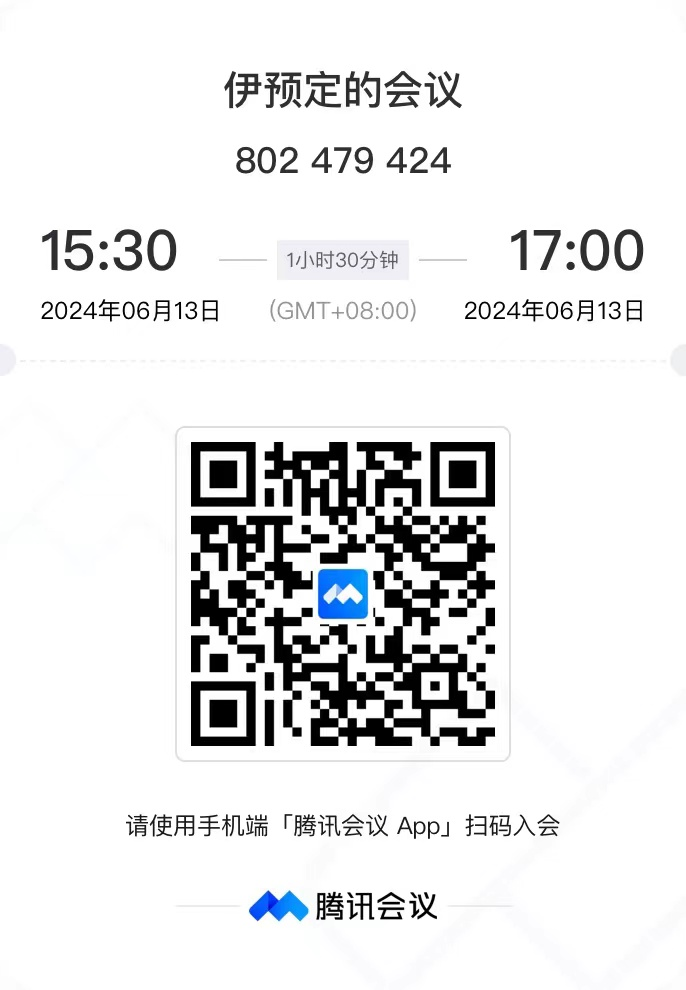 伊预定的会议
802 479 424
15:30 1小时30分钟 17:00
2024年06月13日 (GMT+08:00) 2024年06月13日
请使用手机端「腾讯会议 App」扫码入会
腾讯会议